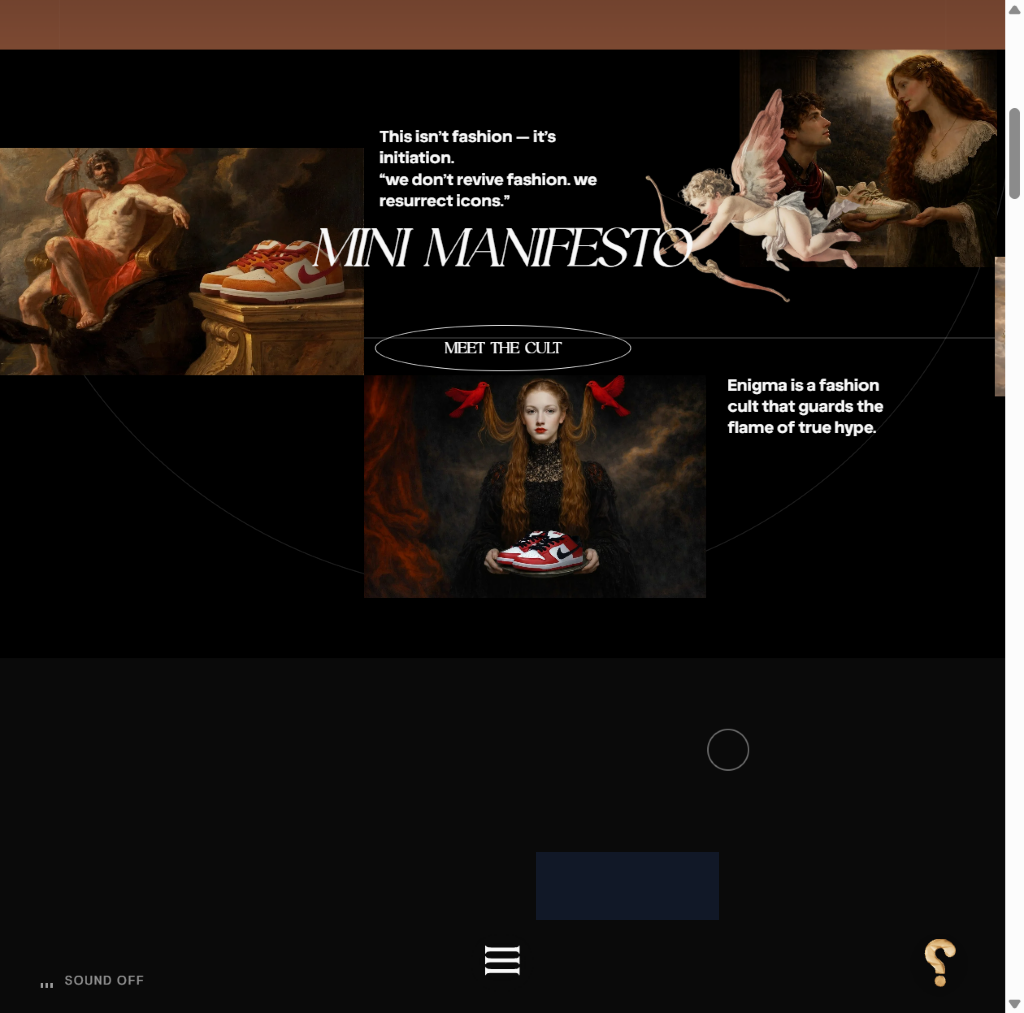 This isn’t fashion — it’s
initiation.
“we don’t revive fashion. we
resurrect icons.”
MINI MANIFESTO
MEET THE CULT
Enigma is a fashion
cult that guards the
flame of true hype.
SOUND OFF